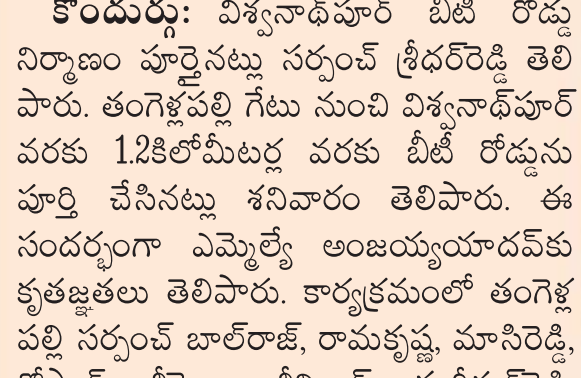 కొందుర్గు: విశ్వనాథ్‌పూర్ బీటీ రోడ్డు
నిర్మాణం పూర్తైనట్లు సర్పంచ్ శ్రీధర్‌రెడ్డి తెలి
పారు. తంగెళ్లపల్లి గేటు నుంచి విశ్వనాథ్‌పూర్
వరకు 1.2కిలోమీటర్ల వరకు బీటీ రోడ్డును
పూర్తి చేసినట్లు శనివారం తెలిపారు. ఈ
సందర్భంగా ఎమ్మెల్యే అంజయ్యయాదవ్‌కు
కృతజ్ఞతలు తెలిపారు. కార్యక్రమంలో తంగెళ్ల
పల్లి సర్పంచ్ బాల్‌రాజ్, రామకృష్ణ, మాసిరెడ్డి,